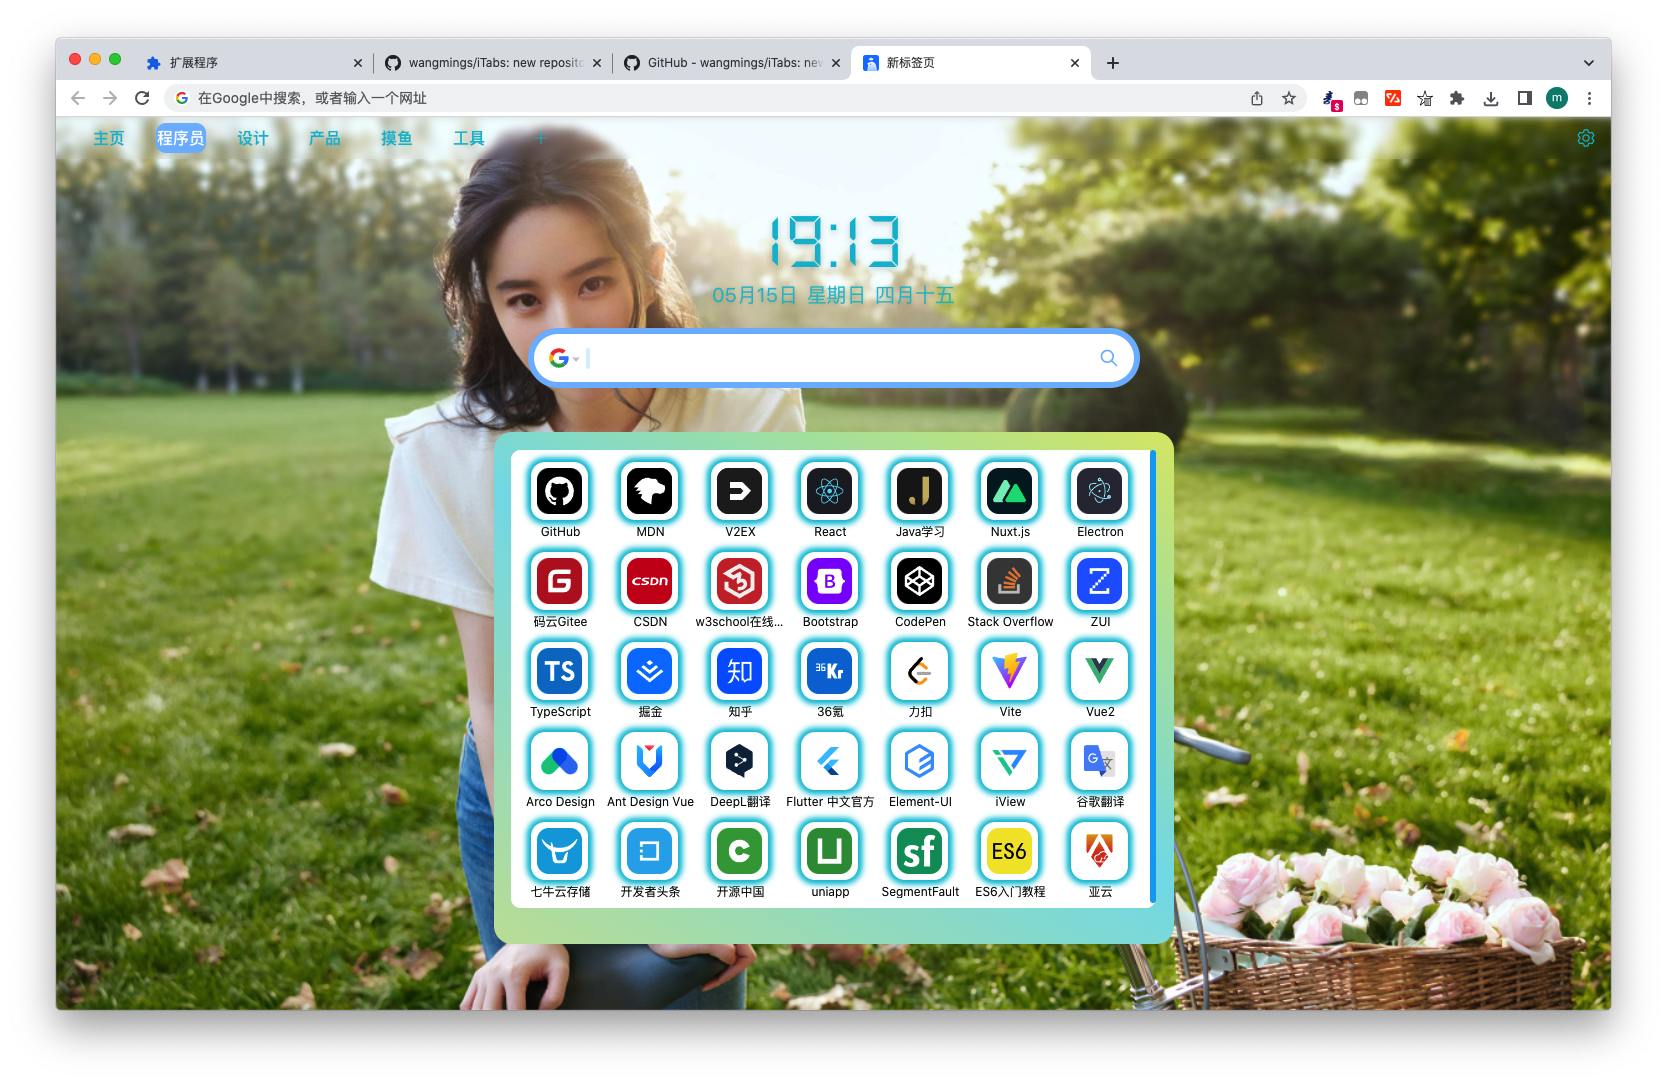 扩展程序
wangmings/iTabs: new reposito
GitHub - wangmings/iTabs: new
新标签页
在Google中搜索，或者输入一个网址
m
主页 程序员 设计 产品 摸鱼 工具 +
19:13
05月15日 星期日 四月十五
GitHub MDN V2EX React Java学习 Nuxt.js Electron
CSDN
码云Gitee CSDN w3school在线... Bootstrap CodePen Stack Overflow ZUI
TS 知 36Kr
TypeScript 掘金 知乎 36氪 力扣 Vite Vue2
Arco Design Ant Design Vue DeepL翻译 Flutter 中文官方 Element-UI iView 谷歌翻译
sf ES6
七牛云存储 开发者头条 开源中国 uniapp SegmentFault ES6入门教程 亚云